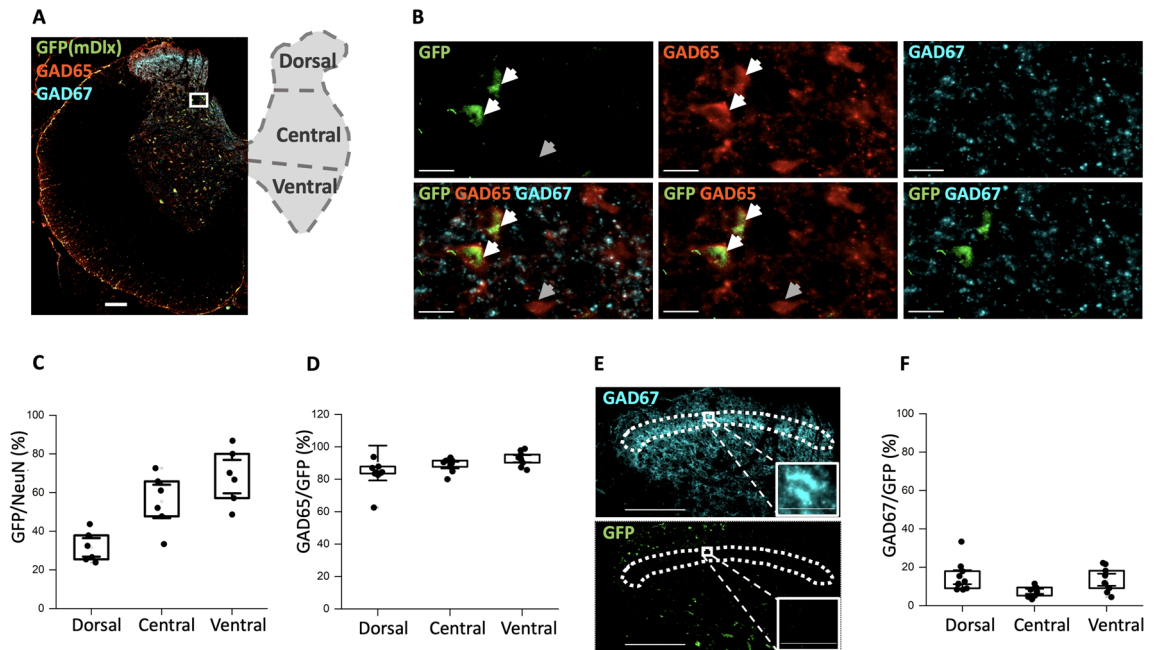 A
GFP(mDlx)
GAD65
GAD67
Dorsal
Central
Ventral
B
GFP
GAD65
GAD67
GFP GAD65 GAD67
GFP GAD65
GFP GAD67
C
GFP/NeuN (%)
100
80
60
40
20
0
Dorsal Central Ventral
D
GAD65/GFP (%)
120
100
80
60
40
20
0
Dorsal Central Ventral
E
GAD67
GFP
F
GAD67/GFP (%)
100
80
60
40
20
0
Dorsal Central Ventral